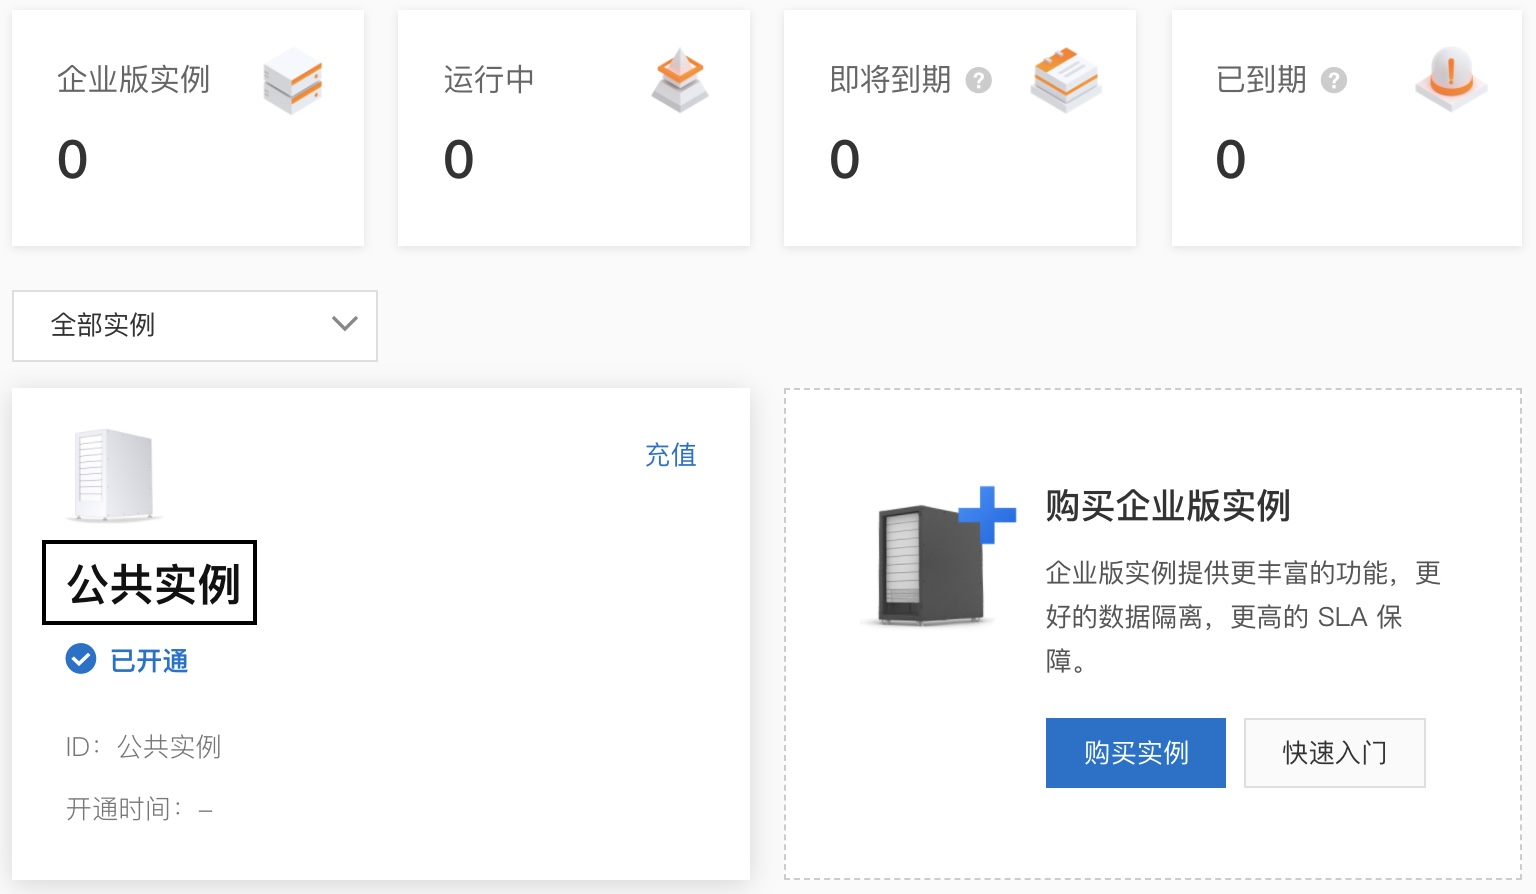 企业版实例
0
运行中
0
即将到期 ?
0
已到期 ?
0
全部实例
充值
公共实例
已开通
ID：公共实例
开通时间：–
购买企业版实例
企业版实例提供更丰富的功能，更
好的数据隔离，更高的 SLA 保
障。
购买实例
快速入门